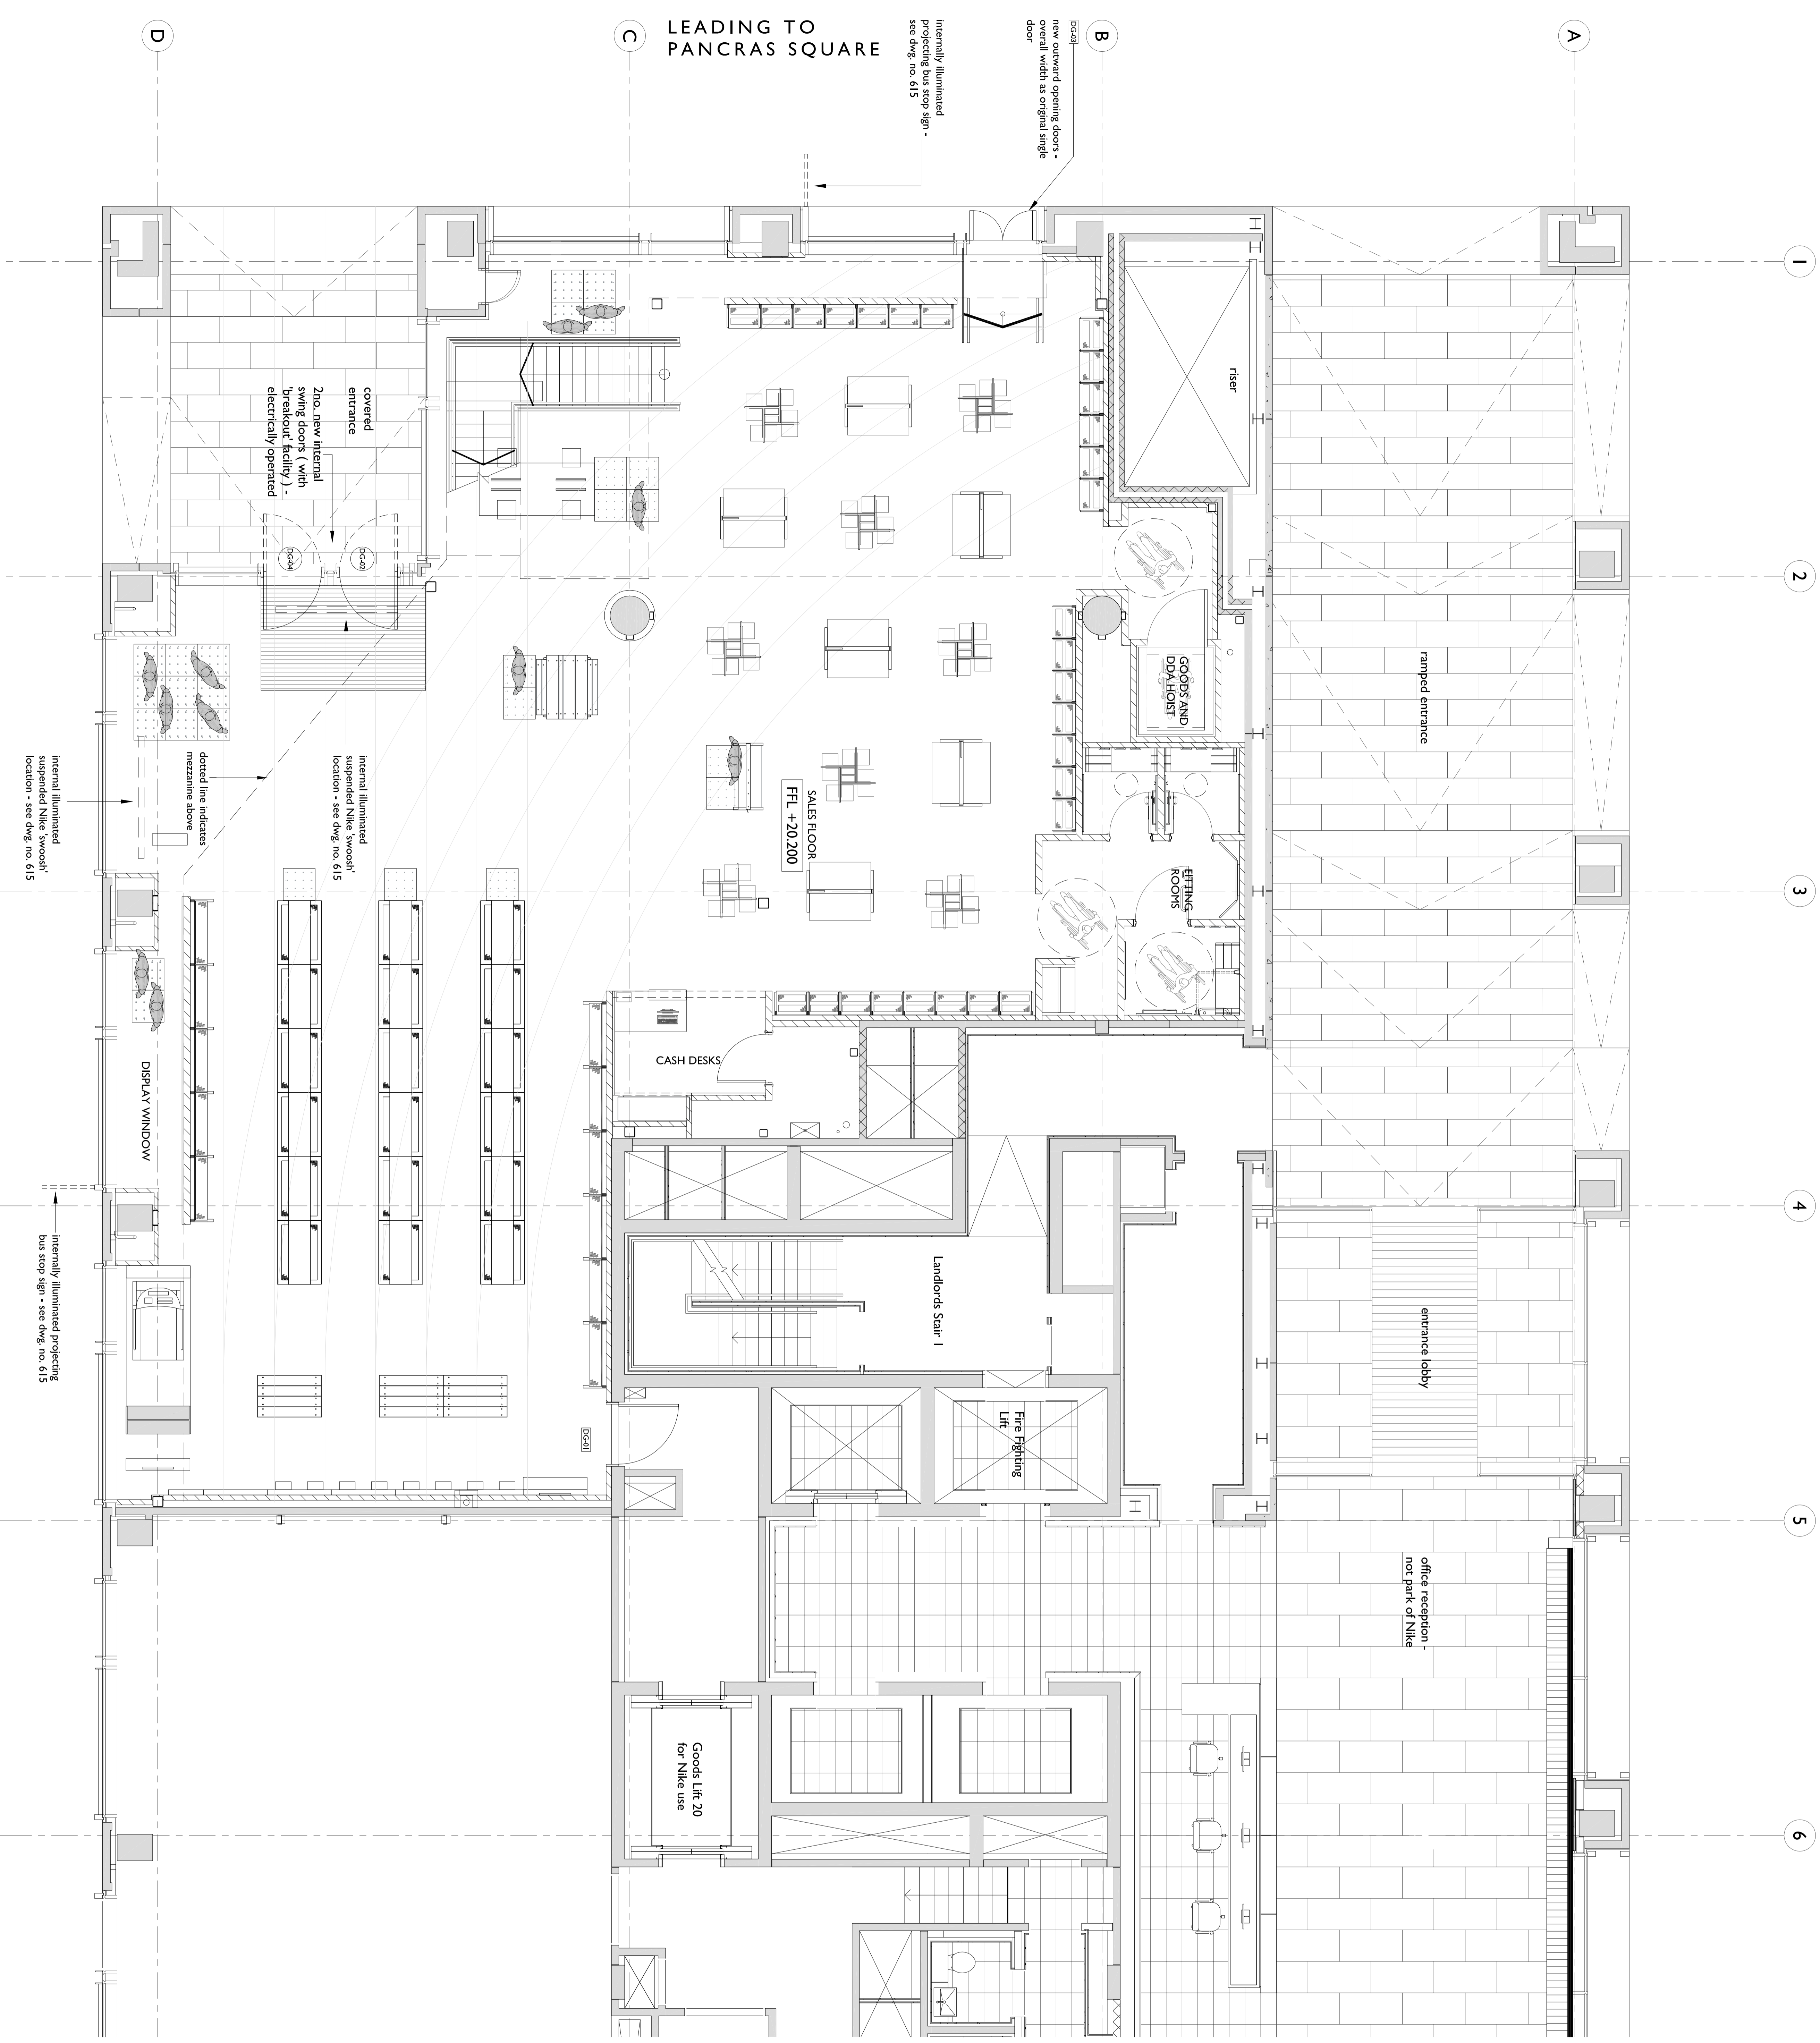 D
C
LEADING TO
PANCRAS SQUARE
B
A
internally illuminated
projecting bus stop sign -
see dwg. no. 615
DG-03
new outward opening doors -
overall width as original single
door
1
2
3
4
5
6
riser
covered
entrance
2no. new internal
swing doors ( with
'breakout' facility ) -
electrically operated
DG-04
DG-02
GOODS AND
DDA HOIST
ramped entrance
internal illuminated
suspended Nike 'swoosh'
location - see dwg. no. 615
dotted line indicates
mezzanine above
internal illuminated
suspended Nike 'swoosh'
location - see dwg. no. 615
SALES FLOOR
FFL +20.200
FITTING
ROOMS
CASH DESKS
DISPLAY WINDOW
internally illuminated projecting
bus stop sign - see dwg. no. 615
Landlords Stair 1
entrance lobby
Fire Fighting
Lift
DG-01
office reception -
not park of Nike
Goods Lift 20
for Nike use